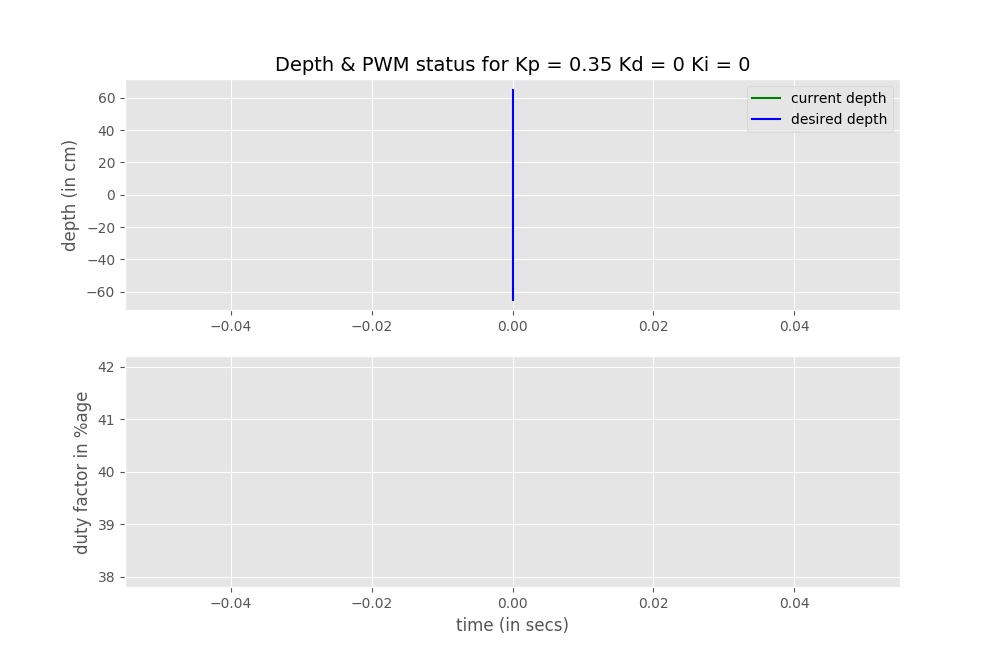 Depth & PWM status for Kp = 0.35 Kd = 0 Ki = 0
current depth
desired depth
depth (in cm)
60
40
20
0
−20
−40
−60
−0.04 −0.02 0.00 0.02 0.04
duty factor in %age
42
41
40
39
38
−0.04 −0.02 0.00 0.02 0.04
time (in secs)